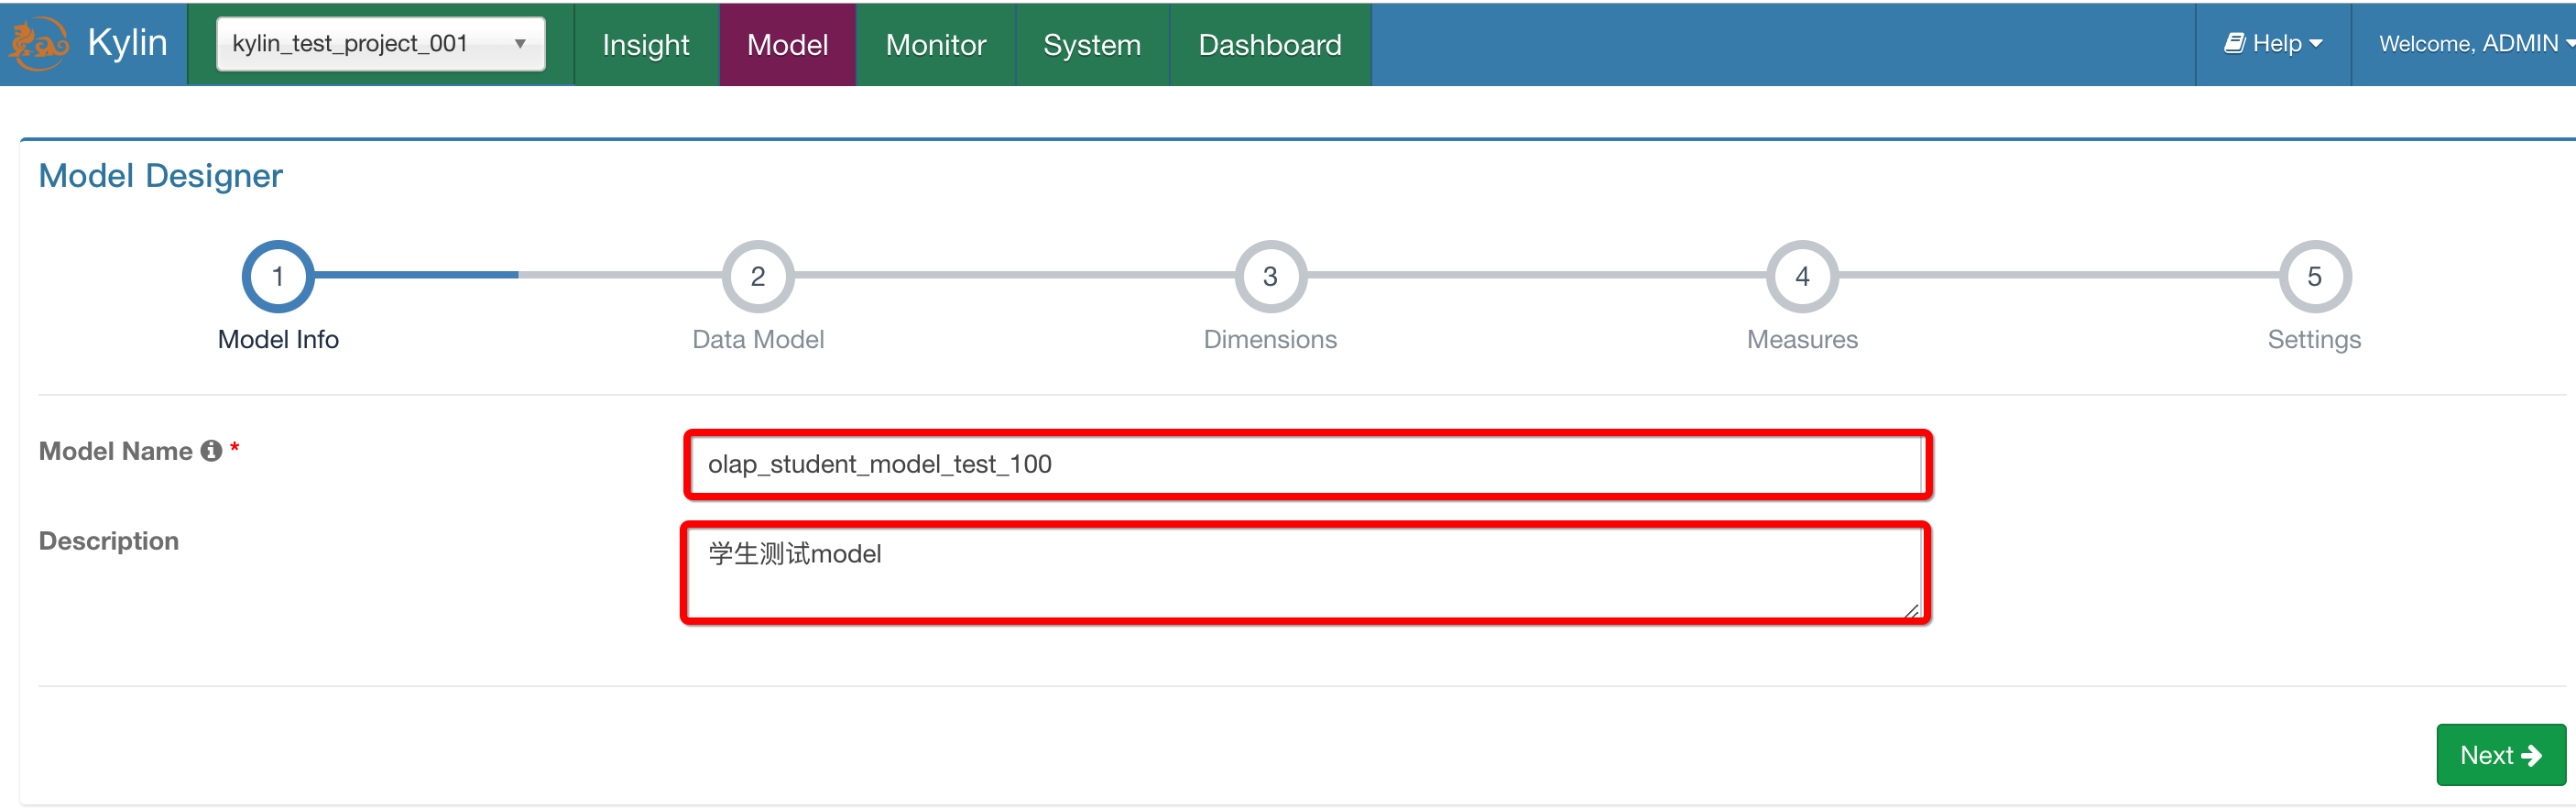 Kylin kylin_test_project_001 Insight Model Monitor System Dashboard Help Welcome, ADMIN
Model Designer
1 2 3 4 5
Model Info Data Model Dimensions Measures Settings
Model Name * olap_student_model_test_100
Description 学生测试model
Next